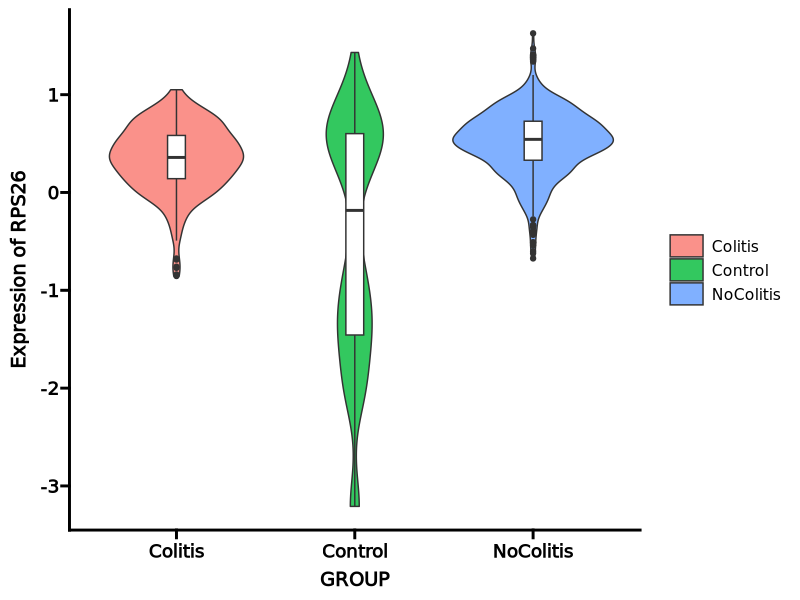 Expression of RPS26
1
0
-1
-2
-3
Colitis
Control
NoColitis
GROUP
Colitis
Control
NoColitis